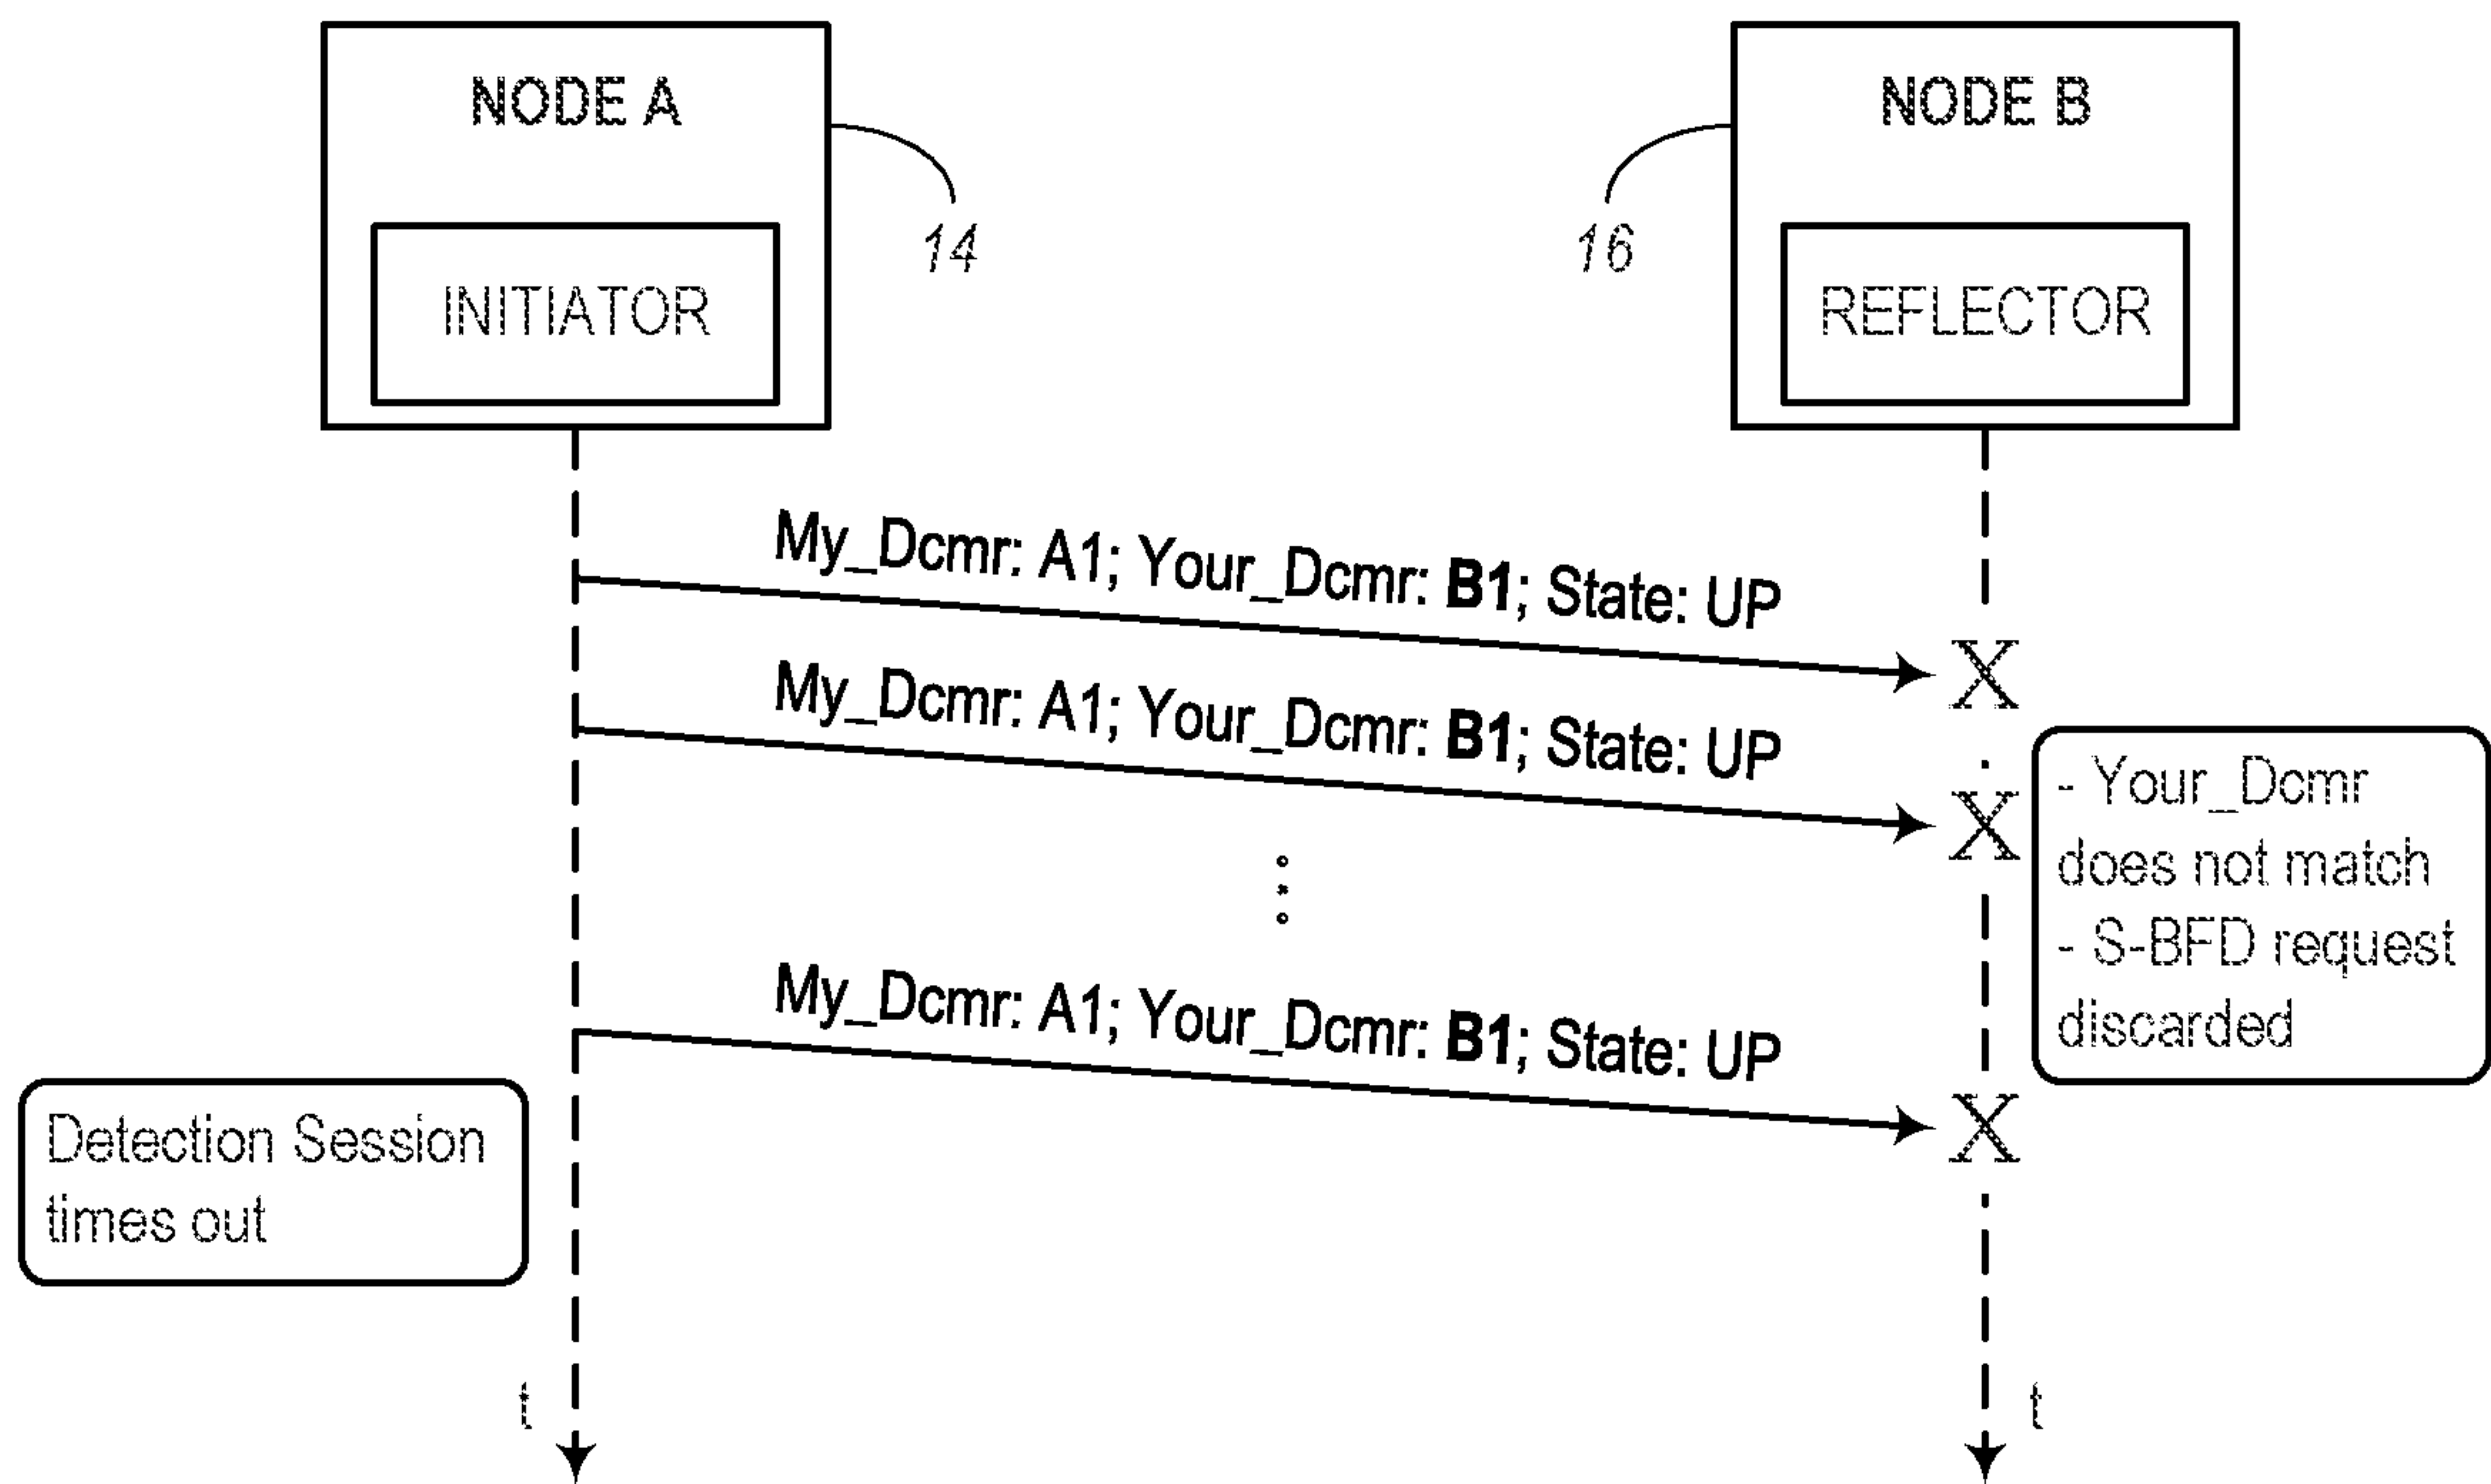 NODE A
NODE B
14
16
INITIATOR
REFLECTOR
My_Dcmr: A1; Your_Dcmr: B1; State: UP
X
My_Dcmr: A1; Your_Dcmr: B1; State: UP
X
- Your_Dcmr
does not match
- S-BFD request
discarded
My_Dcmr: A1; Your_Dcmr: B1; State: UP
X
Detection Session
times out
t
t